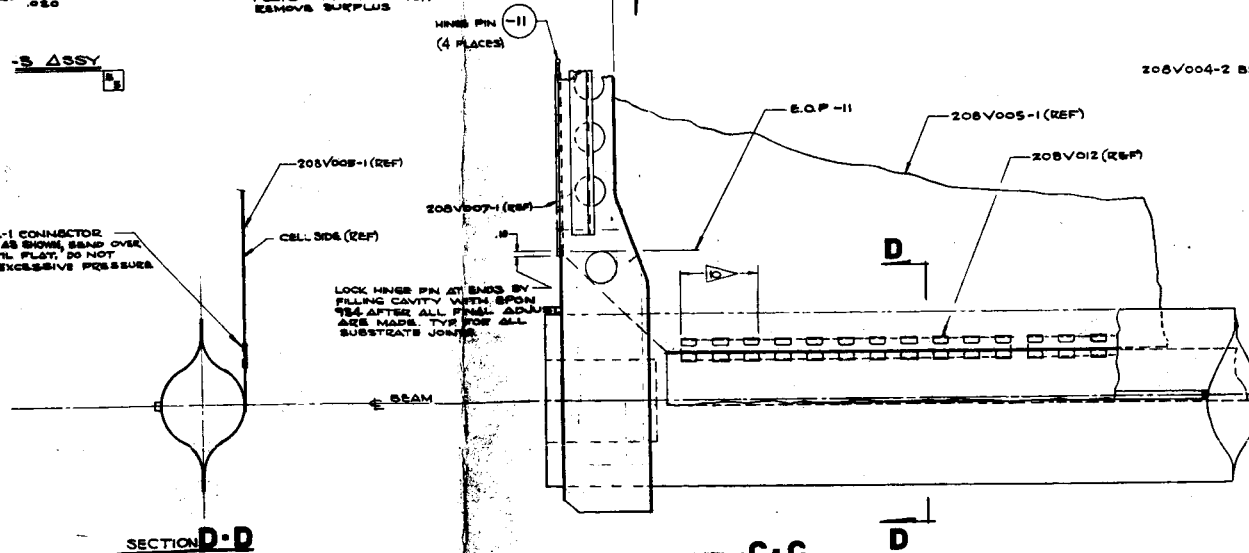 .020
REMOVE SURPLUS
-5 ASSY
HINGE PIN -11
(4 PLACES)
E.O.P -11
208V005-1 (REF)
208V004-2
208V012 (REF)
208V005-1 (REF)
CELL SIDE (REF)
-1 CONNECTOR
AS SHOWN, BEND OVER
FLAT, DO NOT
EXCESSIVE PRESSURE
208V007-1 (REF)
.18
LOCK HINGE PIN AT ENDS BY
FILLING CAVITY WITH EPON
934 AFTER ALL FINAL ADJUST
ARE MADE. TYP FOR ALL
SUBSTRATE JOINTS
10
D
℄ BEAM
SECTION D-D
C-C
D